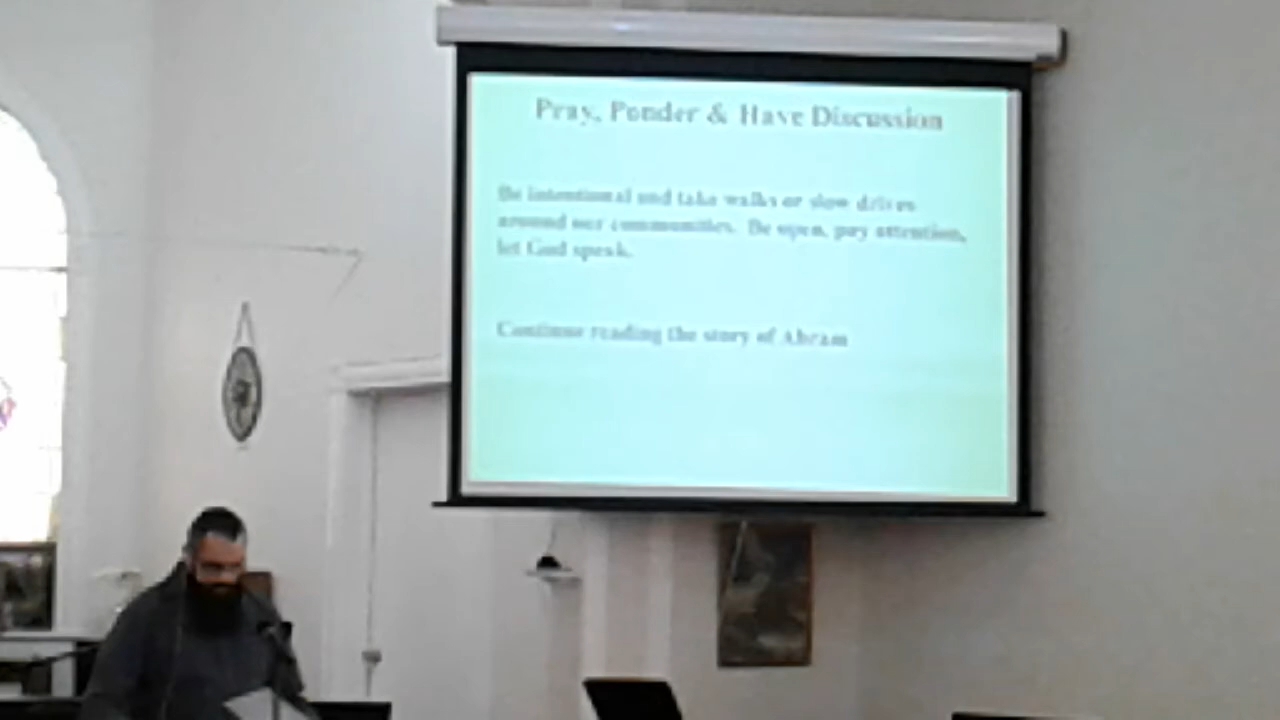 Pray, Ponder & Have Discussion
Be intentional and take walks or slow drives
around our communities. Be open, pay attention,
let God speak.
Continue reading the story of Abram